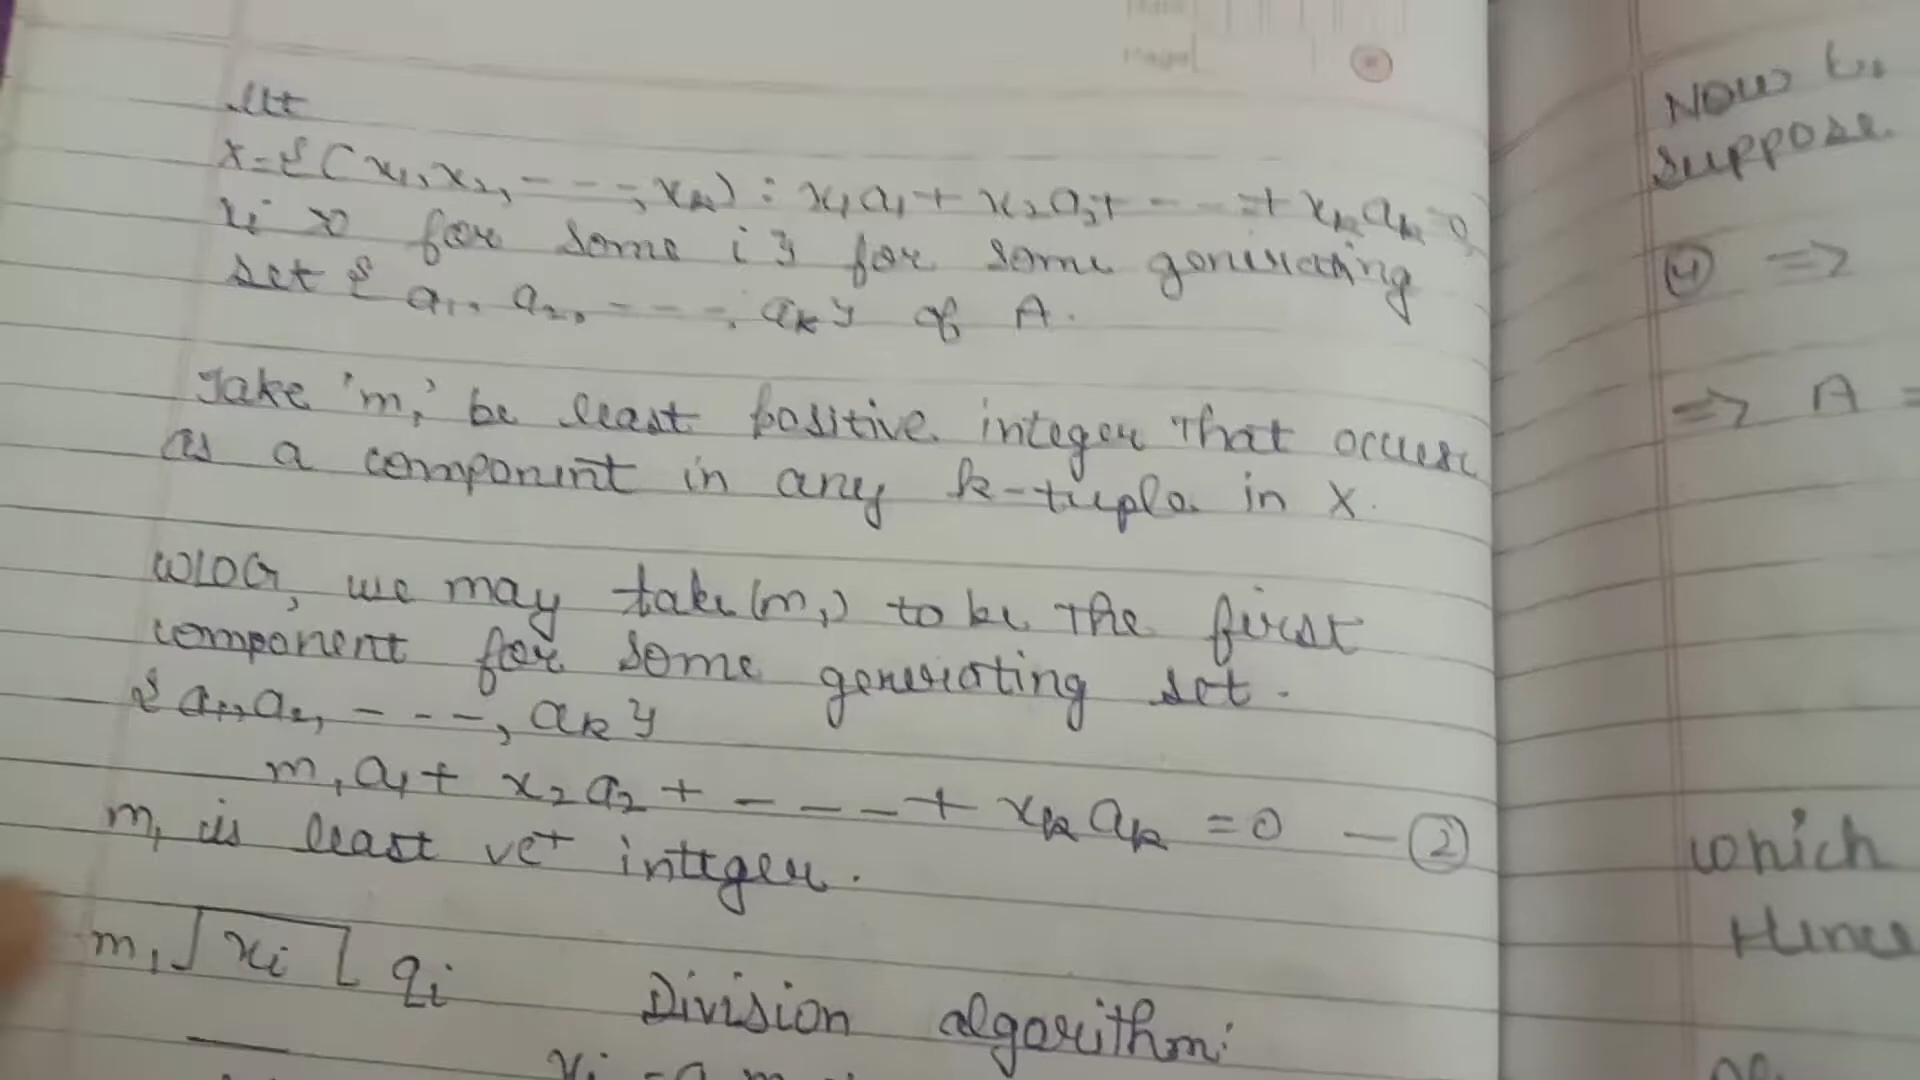 Let
X = { (x₁, x₂, ----, xₖ) : x₁a₁ + x₂a₂ + --- + xₖaₖ = 0,
xᵢ > 0 for some i } for some generating
set { a₁, a₂, ---, aₖ } of A.
Take 'm₁' be least positive integer that occurs
as a component in any k-tuple in X.
WLOG, we may take (m₁) to be the first
component for some generating set.
{ a₁, a₂, ---, aₖ }
m₁a₁ + x₂a₂ + --- + xₖaₖ = 0 — ②
m₁ is least ve⁺ integer.
m₁ xᵢ qᵢ Division algorithm:
Now
suppose
④ ⇒
⇒ A =
which
Hence